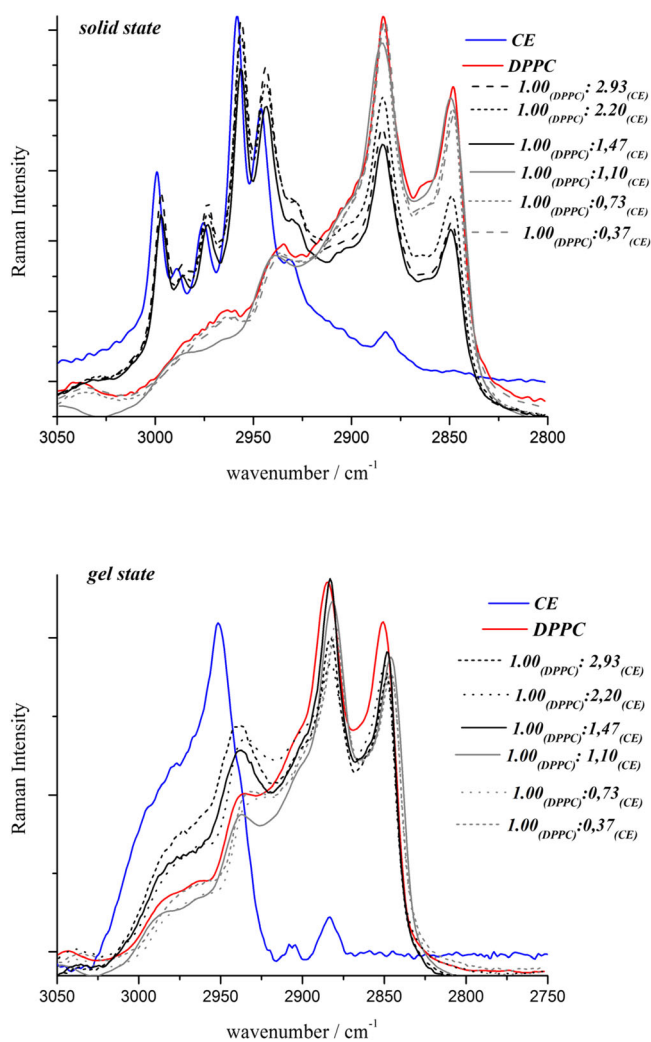 solid state
CE
DPPC
1.00(DPPC): 2.93(CE)
1.00(DPPC): 2.20(CE)
1.00(DPPC):1,47(CE)
1.00(DPPC):1,10(CE)
1.00(DPPC):0,73(CE)
1.00(DPPC):0,37(CE)
Raman Intensity
3050 3000 2950 2900 2850 2800
wavenumber / cm-1
gel state
CE
DPPC
1.00(DPPC): 2,93(CE)
1.00(DPPC):2,20(CE)
1.00(DPPC):1,47(CE)
1.00(DPPC): 1,10(CE)
1.00(DPPC):0,73(CE)
1.00(DPPC):0,37(CE)
Raman Intensity
3050 3000 2950 2900 2850 2800 2750
wavenumber / cm-1